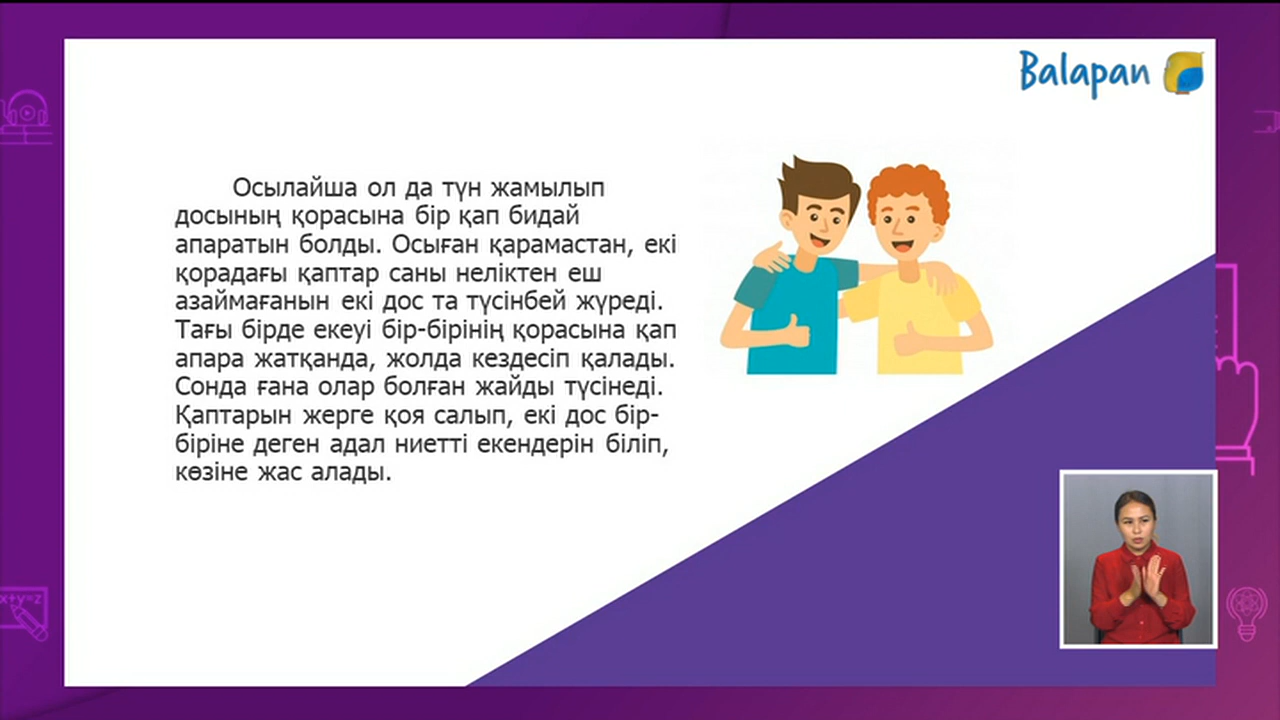 Balapan
Осылайша ол да түн жамылып
досының қорасына бір қап бидай
апаратын болды. Осыған қарамастан, екі
қорадағы қаптар саны неліктен еш
азаймағанын екі дос та түсінбей жүреді.
Тағы бірде екеуі бір-бірінің қорасына қап
апара жатқанда, жолда кездесіп қалады.
Сонда ғана олар болған жайды түсінеді.
Қаптарын жерге қоя салып, екі дос бір-
біріне деген адал ниетті екендерін біліп,
көзіне жас алады.
x+y=z